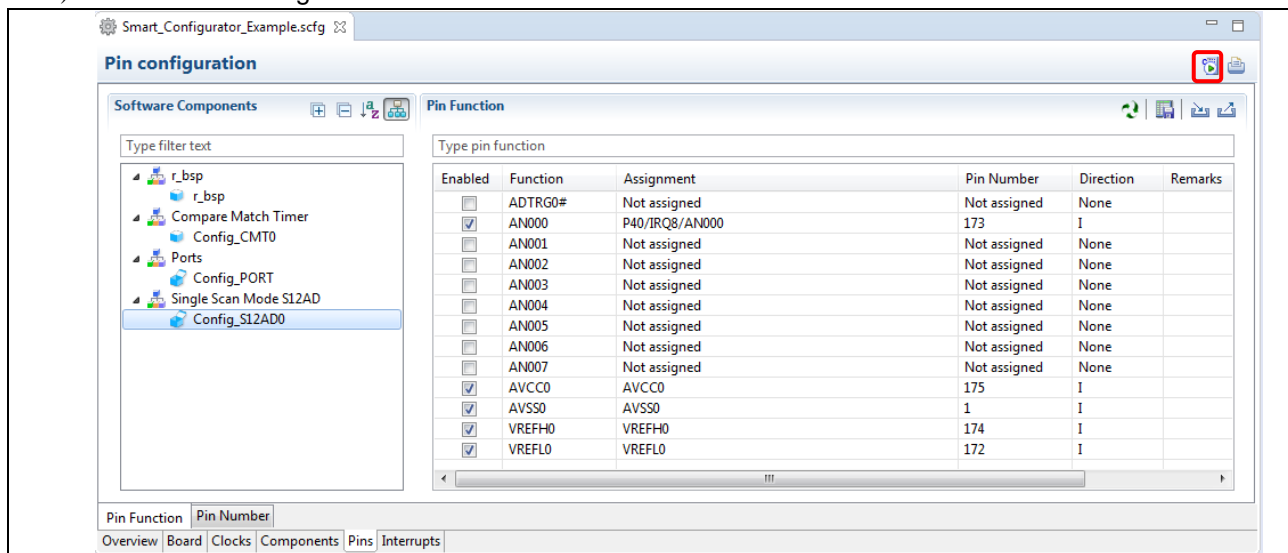 Smart_Configurator_Example.scfg
Pin configuration
Software Components
Pin Function
Type filter text
Type pin function
r_bsp
r_bsp
Compare Match Timer
Config_CMT0
Ports
Config_PORT
Single Scan Mode S12AD
Config_S12AD0
Enabled Function Assignment Pin Number Direction Remarks
ADTRG0# Not assigned Not assigned None
AN000 P40/IRQ8/AN000 173 I
AN001 Not assigned Not assigned None
AN002 Not assigned Not assigned None
AN003 Not assigned Not assigned None
AN004 Not assigned Not assigned None
AN005 Not assigned Not assigned None
AN006 Not assigned Not assigned None
AN007 Not assigned Not assigned None
AVCC0 AVCC0 175 I
AVSS0 AVSS0 1 I
VREFH0 VREFH0 174 I
VREFL0 VREFL0 172 I
Pin Function Pin Number
Overview Board Clocks Components Pins Interrupts